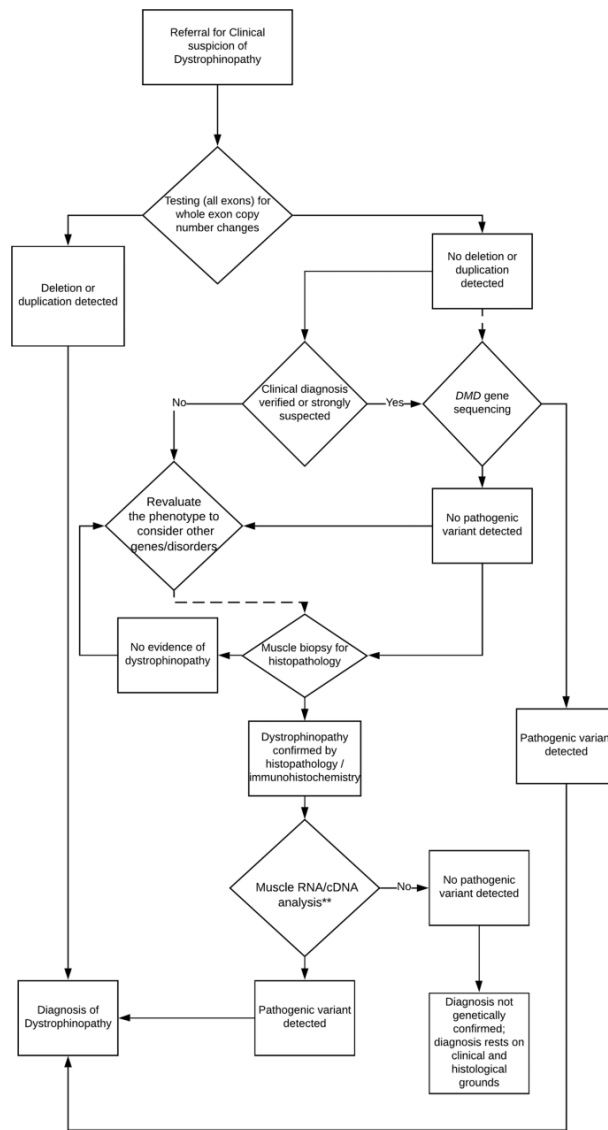 Referral for Clinical
suspicion of
Dystrophinopathy
Testing (all exons) for
whole exon copy
number changes
Deletion or
duplication detected
No deletion or
duplication
detected
Clinical diagnosis
verified or strongly
suspected
No
Yes
DMD gene
sequencing
Revaluate
the phenotype to
consider other
genes/disorders
No pathogenic
variant detected
No evidence of
dystrophinopathy
Muscle biopsy for
histopathology
Dystrophinopathy
confirmed by
histopathology /
immunohistochemistry
Pathogenic variant
detected
Muscle RNA/cDNA
analysis**
No
No pathogenic
variant detected
Diagnosis of
Dystrophinopathy
Pathogenic variant
detected
Diagnosis not
genetically
confirmed;
diagnosis rests on
clinical and
histological
grounds